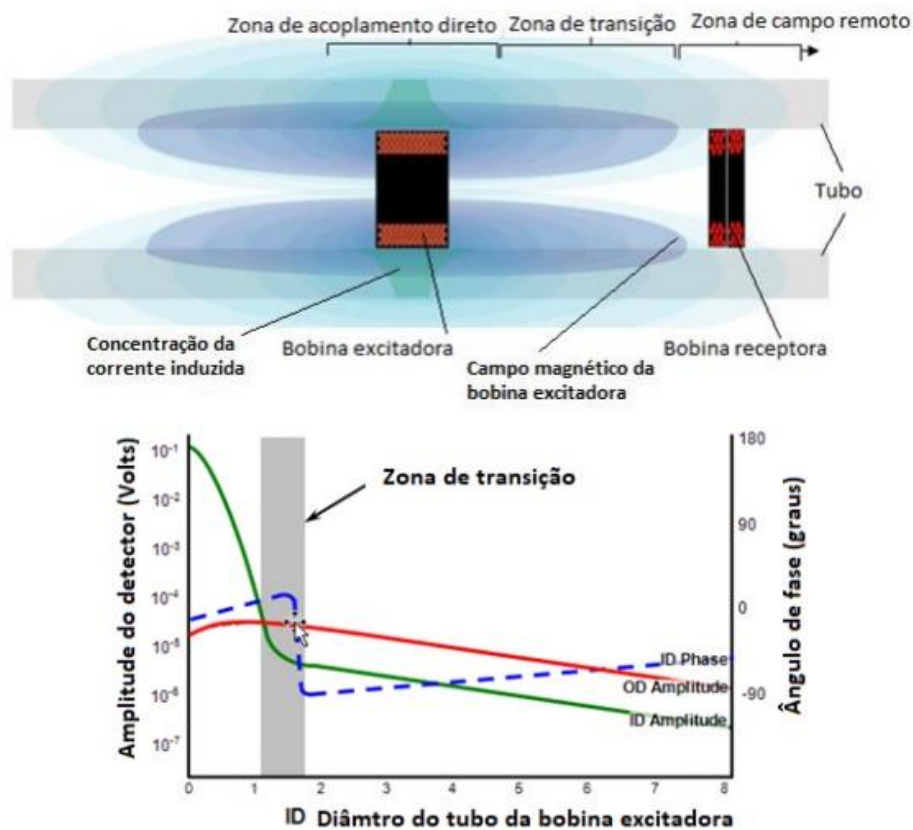 Zona de acoplamento direto
Zona de transição
Zona de campo remoto
Tubo
Concentração da
corrente induzida
Bobina excitadora
Campo magnético da
bobina excitadora
Bobina receptora
Amplitude do detector (Volts)
10-1
10-2
10-3
10-4
10-5
10-6
10-7
Zona de transição
180
90
0
-90
Ângulo de fase (graus)
ID Phase
OD Amplitude
ID Amplitude
0 1 2 3 4 5 6 7 8
ID Diâmtro do tubo da bobina excitadora